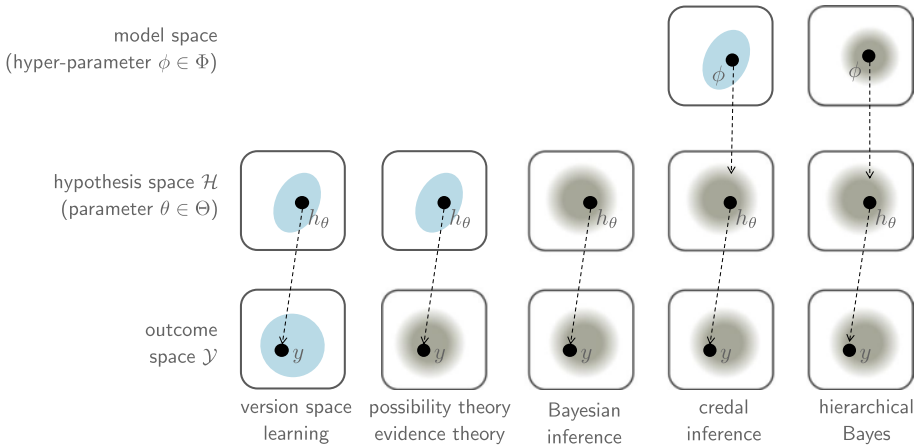 model space
(hyper-parameter ϕ ∈ Φ)
ϕ
ϕ
hypothesis space ℋ
(parameter θ ∈ Θ)
h_θ
h_θ
h_θ
h_θ
h_θ
outcome
space 𝒴
y
y
y
y
y
version space
learning
possibility theory
evidence theory
Bayesian
inference
credal
inference
hierarchical
Bayes